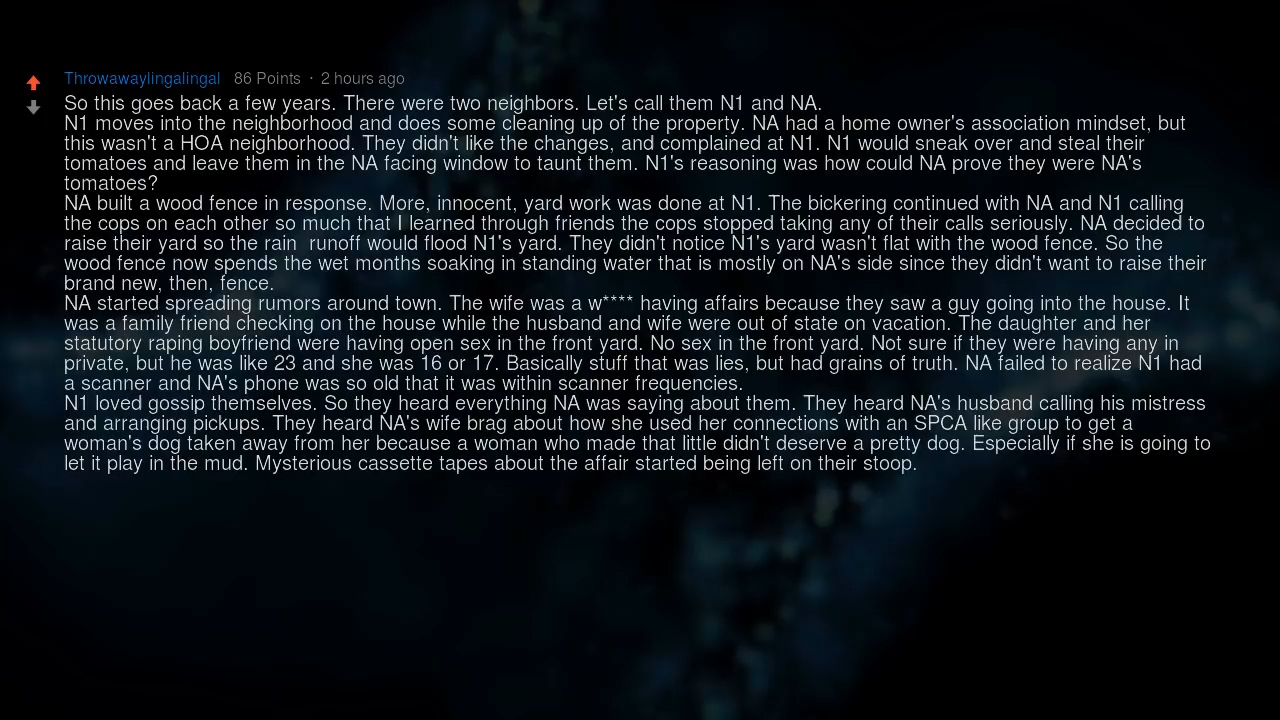 Throwawaylingalingal 86 Points · 2 hours ago
So this goes back a few years. There were two neighbors. Let's call them N1 and NA.
N1 moves into the neighborhood and does some cleaning up of the property. NA had a home owner's association mindset, but
this wasn't a HOA neighborhood. They didn't like the changes, and complained at N1. N1 would sneak over and steal their
tomatoes and leave them in the NA facing window to taunt them. N1's reasoning was how could NA prove they were NA's
tomatoes?
NA built a wood fence in response. More, innocent, yard work was done at N1. The bickering continued with NA and N1 calling
the cops on each other so much that I learned through friends the cops stopped taking any of their calls seriously. NA decided to
raise their yard so the rain  runoff would flood N1's yard. They didn't notice N1's yard wasn't flat with the wood fence. So the
wood fence now spends the wet months soaking in standing water that is mostly on NA's side since they didn't want to raise their
brand new, then, fence.
NA started spreading rumors around town. The wife was a w**** having affairs because they saw a guy going into the house. It
was a family friend checking on the house while the husband and wife were out of state on vacation. The daughter and her
statutory raping boyfriend were having open sex in the front yard. No sex in the front yard. Not sure if they were having any in
private, but he was like 23 and she was 16 or 17. Basically stuff that was lies, but had grains of truth. NA failed to realize N1 had
a scanner and NA's phone was so old that it was within scanner frequencies.
N1 loved gossip themselves. So they heard everything NA was saying about them. They heard NA's husband calling his mistress
and arranging pickups. They heard NA's wife brag about how she used her connections with an SPCA like group to get a
woman's dog taken away from her because a woman who made that little didn't deserve a pretty dog. Especially if she is going to
let it play in the mud. Mysterious cassette tapes about the affair started being left on their stoop.